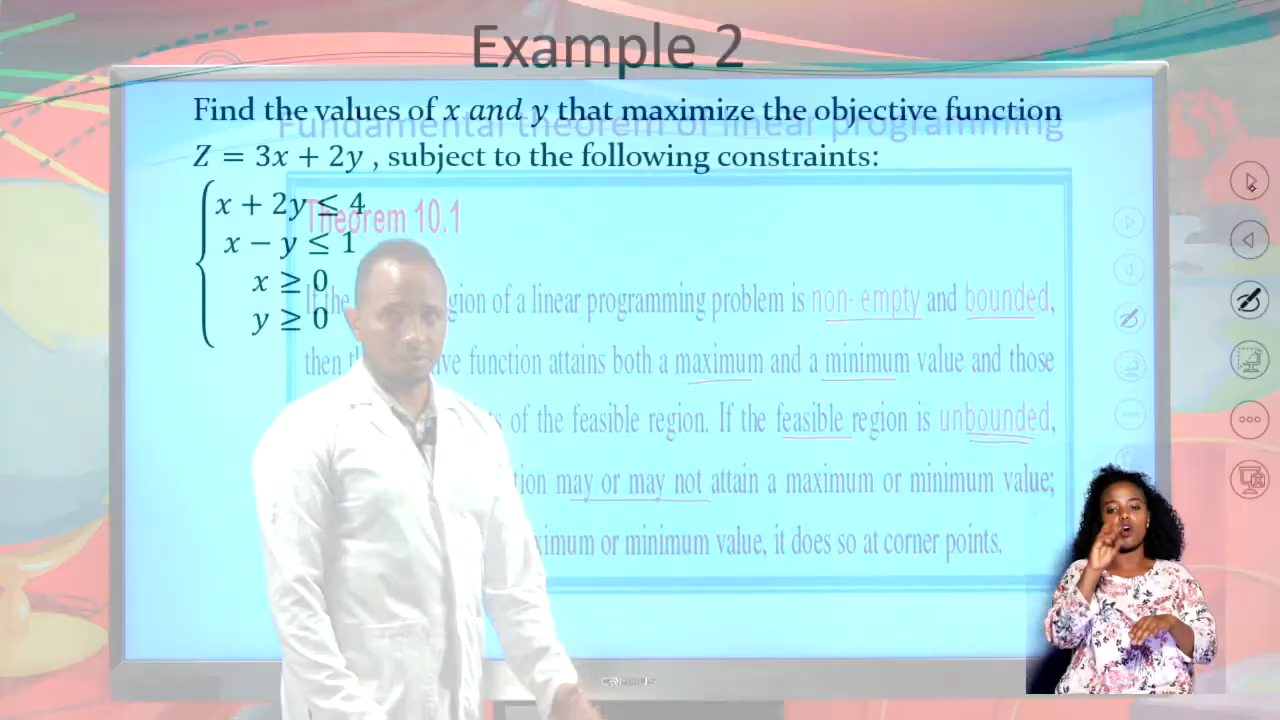 Example 2
Find the values of x and y that maximize the objective function
Z = 3x + 2y , subject to the following constraints:
x + 2y ≤ 4
x − y ≤ 1
x ≥ 0
y ≥ 0
Fundamental theorem of linear programming
Theorem 10.1
If the gion of a linear programming problem is non- empty and bounded,
then ve function attains both a maximum and a minimum value and those
s of the feasible region. If the feasible region is unbounded,
tion may or may not attain a maximum or minimum value;
ximum or minimum value, it does so at corner points.